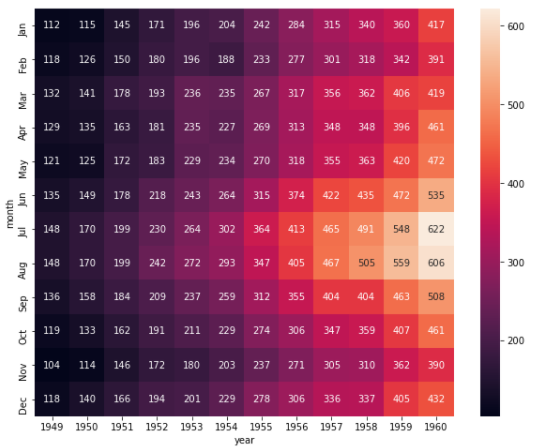 Jan 112 115 145 171 196 204 242 284 315 340 360 417
Feb 118 126 150 180 196 188 233 277 301 318 342 391
Mar 132 141 178 193 236 235 267 317 356 362 406 419
Apr 129 135 163 181 235 227 269 313 348 348 396 461
May 121 125 172 183 229 234 270 318 355 363 420 472
Jun 135 149 178 218 243 264 315 374 422 435 472 535
Jul 148 170 199 230 264 302 364 413 465 491 548 622
Aug 148 170 199 242 272 293 347 405 467 505 559 606
Sep 136 158 184 209 237 259 312 355 404 404 463 508
Oct 119 133 162 191 211 229 274 306 347 359 407 461
Nov 104 114 146 172 180 203 237 271 305 310 362 390
Dec 118 140 166 194 201 229 278 306 336 337 405 432
1949 1950 1951 1952 1953 1954 1955 1956 1957 1958 1959 1960
year
month
600
500
400
300
200